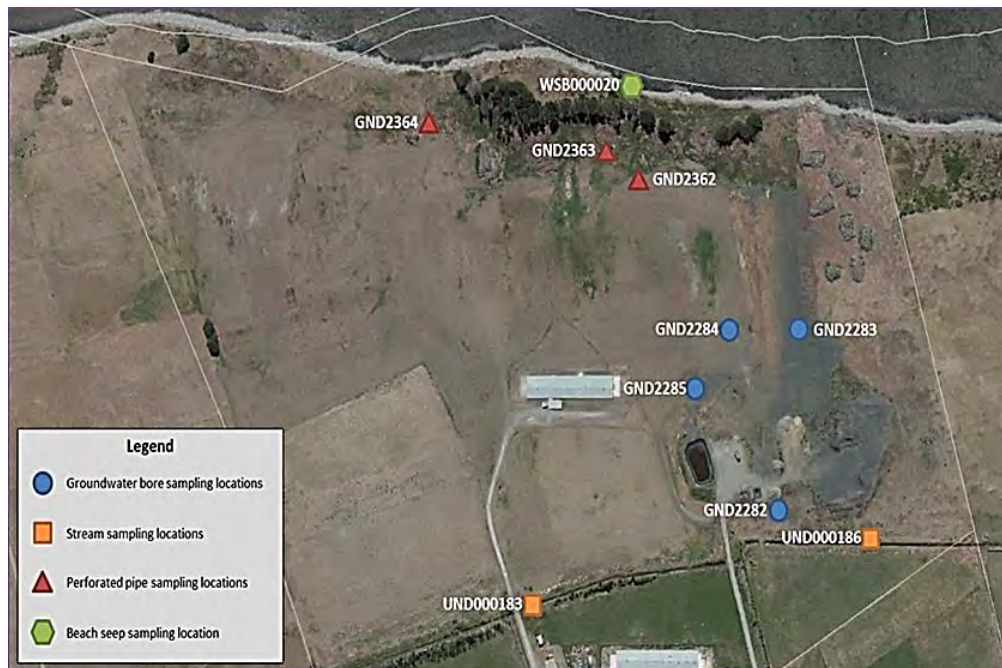 WSB000020
GND2364
GND2363
GND2362
GND2284
GND2283
GND2285
GND2282
UND000186
UND000183
Legend
Groundwater bore sampling locations
Stream sampling locations
Perforated pipe sampling locations
Beach seep sampling location